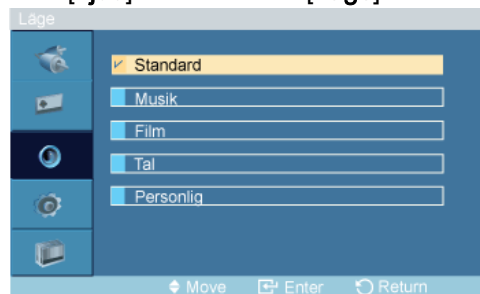 Läge
Standard
Musik
Film
Tal
Personlig
Move Enter Return